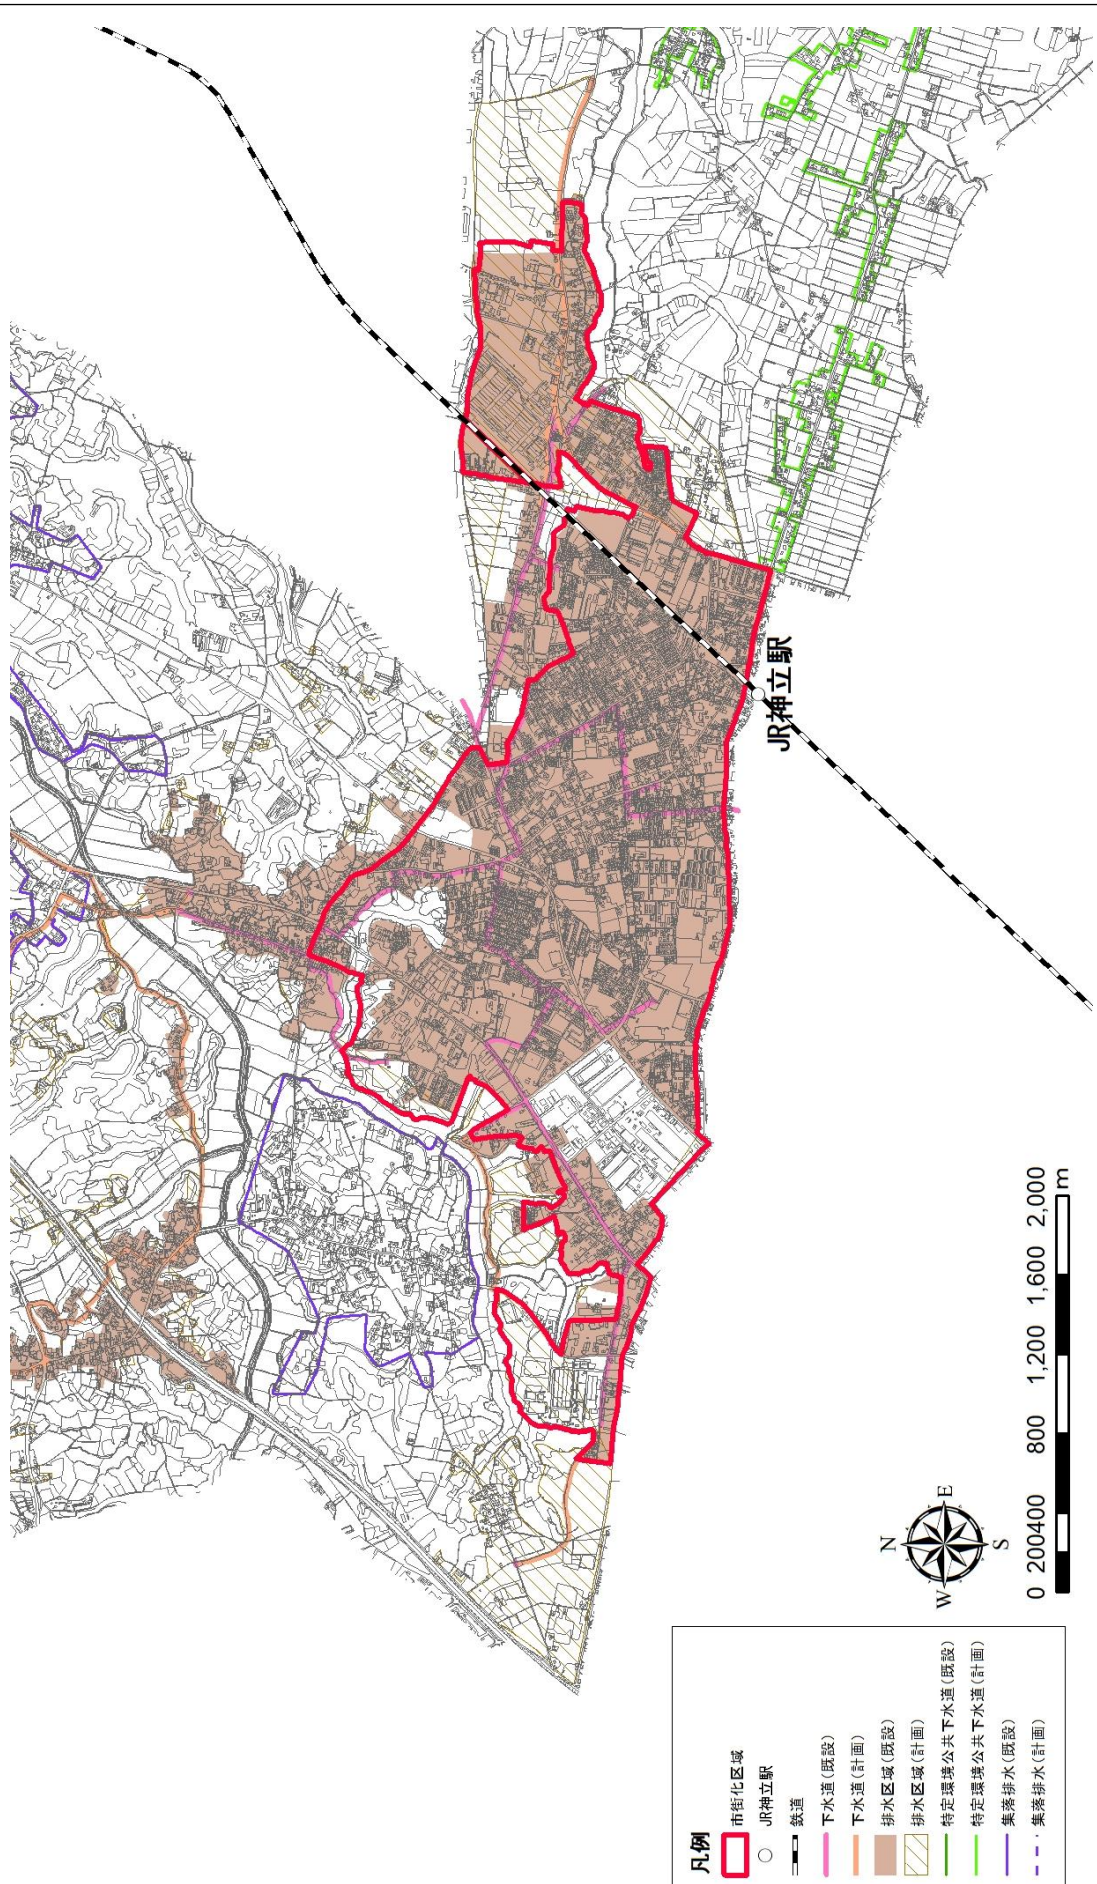 JR神立駅
N
E
S
W
0 200400 800 1,200 1,600 2,000
m
凡例
市街化区域
JR神立駅
鉄道
下水道(既設)
下水道(計画)
排水区域(既設)
排水区域(計画)
特定環境公共下水道(既設)
特定環境公共下水道(計画)
集落排水(既設)
集落排水(計画)